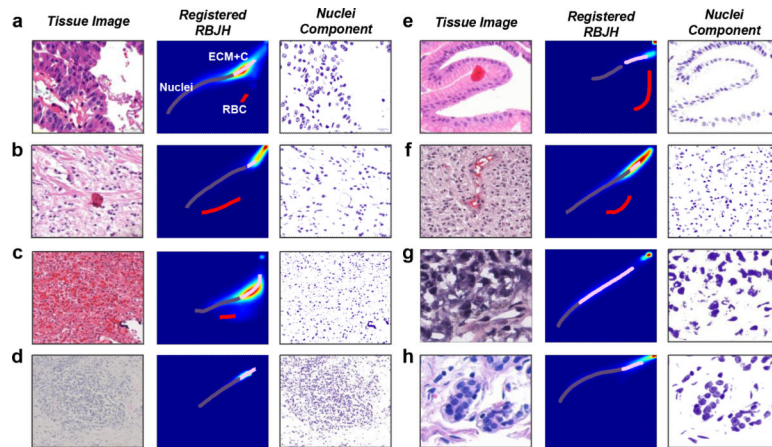 Tissue Image
Registered
RBJH
Nuclei
Component
Tissue Image
Registered
RBJH
Nuclei
Component
a
ECM+C
Nuclei
RBC
e
b
f
c
g
d
h